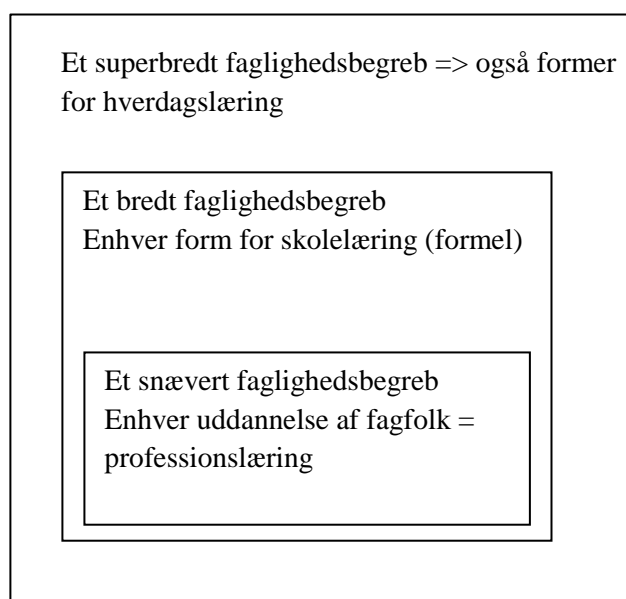 Et superbredt faglighedsbegreb => også former
for hverdagslæring
Et bredt faglighedsbegreb
Enhver form for skolelæring (formel)
Et snævert faglighedsbegreb
Enhver uddannelse af fagfolk =
professionslæring